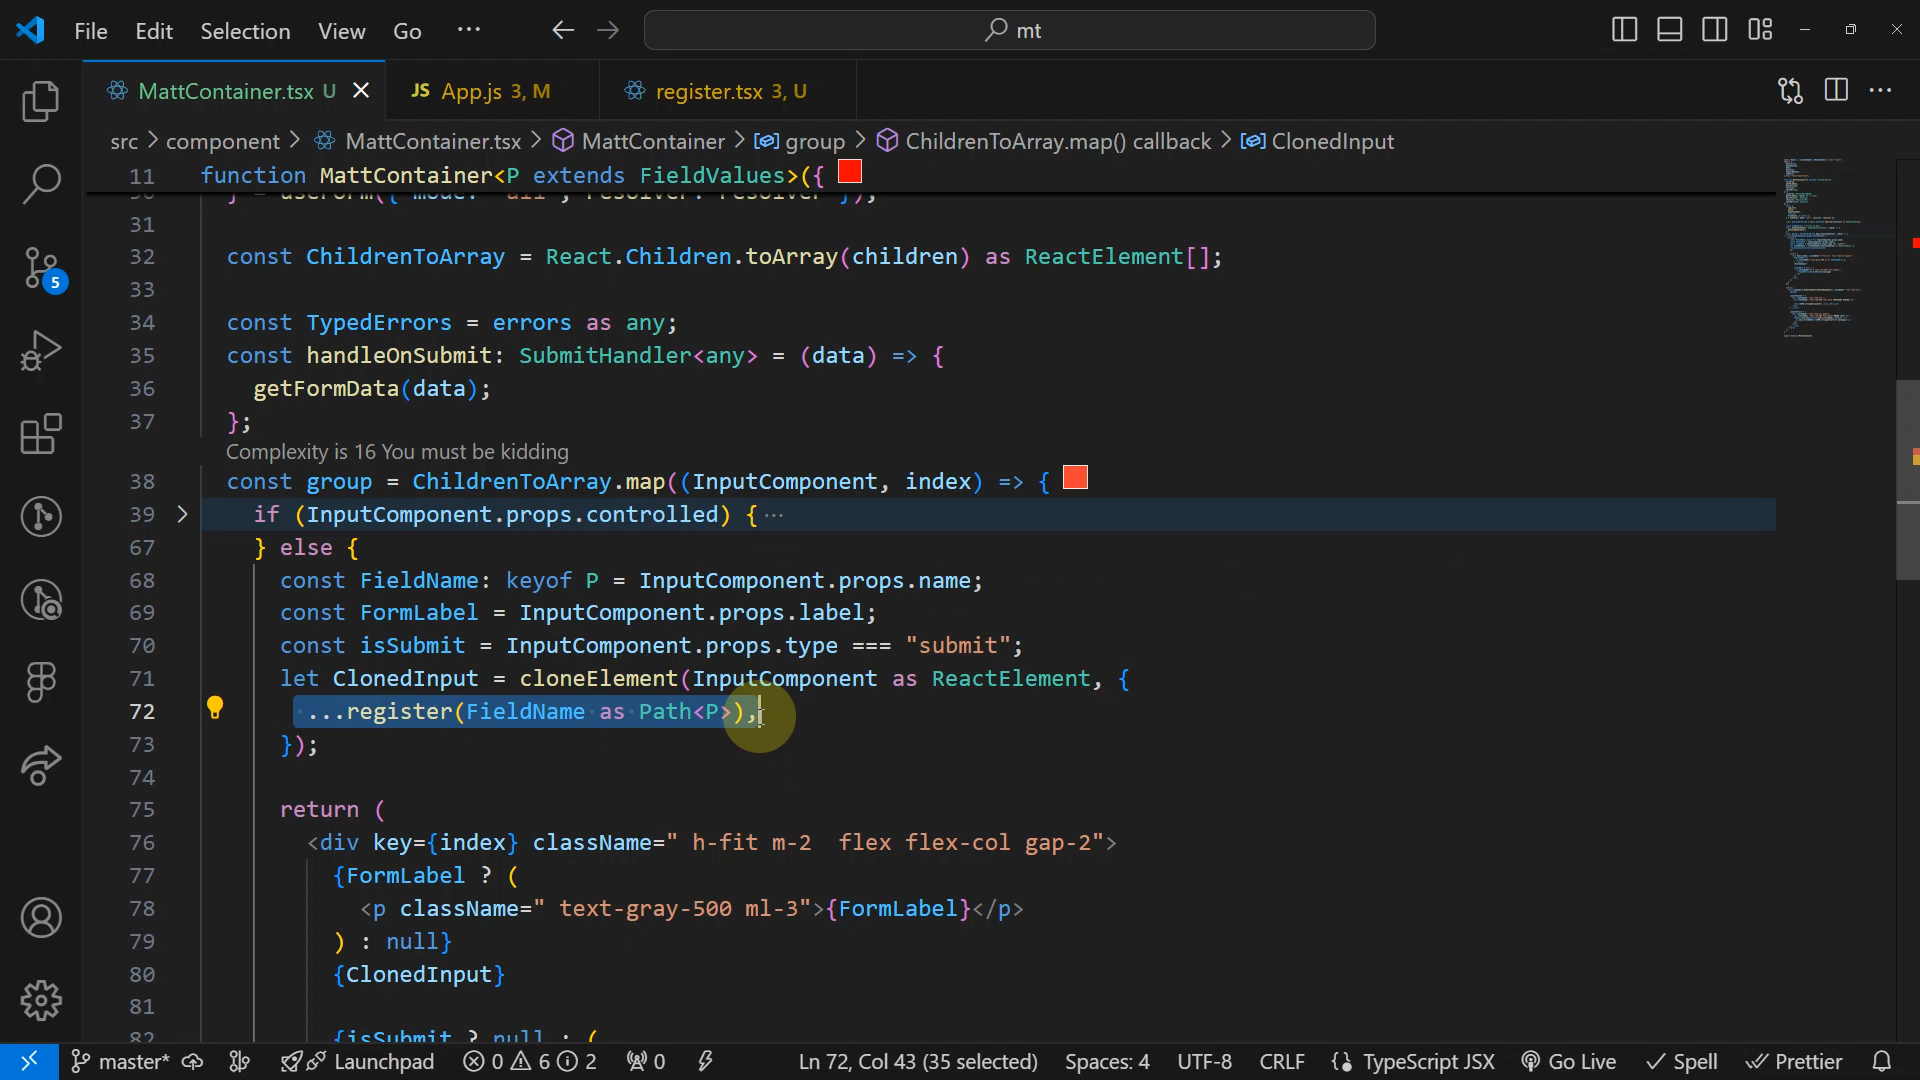 File Edit Selection View Go ··· mt
MattContainer.tsx U JS App.js 3, M register.tsx 3, U
src > component > MattContainer.tsx > MattContainer > group > ChildrenToArray.map() callback > ClonedInput
11 function MattContainer<P extends FieldValues>({
31
32 const ChildrenToArray = React.Children.toArray(children) as ReactElement[];
33
34 const TypedErrors = errors as any;
35 const handleOnSubmit: SubmitHandler<any> = (data) => {
36 getFormData(data);
37 };
Complexity is 16 You must be kidding
38 const group = ChildrenToArray.map((InputComponent, index) => {
39 if (InputComponent.props.controlled) { ···
67 } else {
68 const FieldName: keyof P = InputComponent.props.name;
69 const FormLabel = InputComponent.props.label;
70 const isSubmit = InputComponent.props.type === "submit";
71 let ClonedInput = cloneElement(InputComponent as ReactElement, {
72 ...register(FieldName as Path<P>),
73 });
74
75 return (
76 <div key={index} className=" h-fit m-2  flex flex-col gap-2">
77 {FormLabel ? (
78 <p className=" text-gray-500 ml-3">{FormLabel}</p>
79 ) : null}
80 {ClonedInput}
81
82 {isSubmit ? null : (
5
master* Launchpad 0 6 2 0 Ln 72, Col 43 (35 selected) Spaces: 4 UTF-8 CRLF TypeScript JSX Go Live Spell Prettier